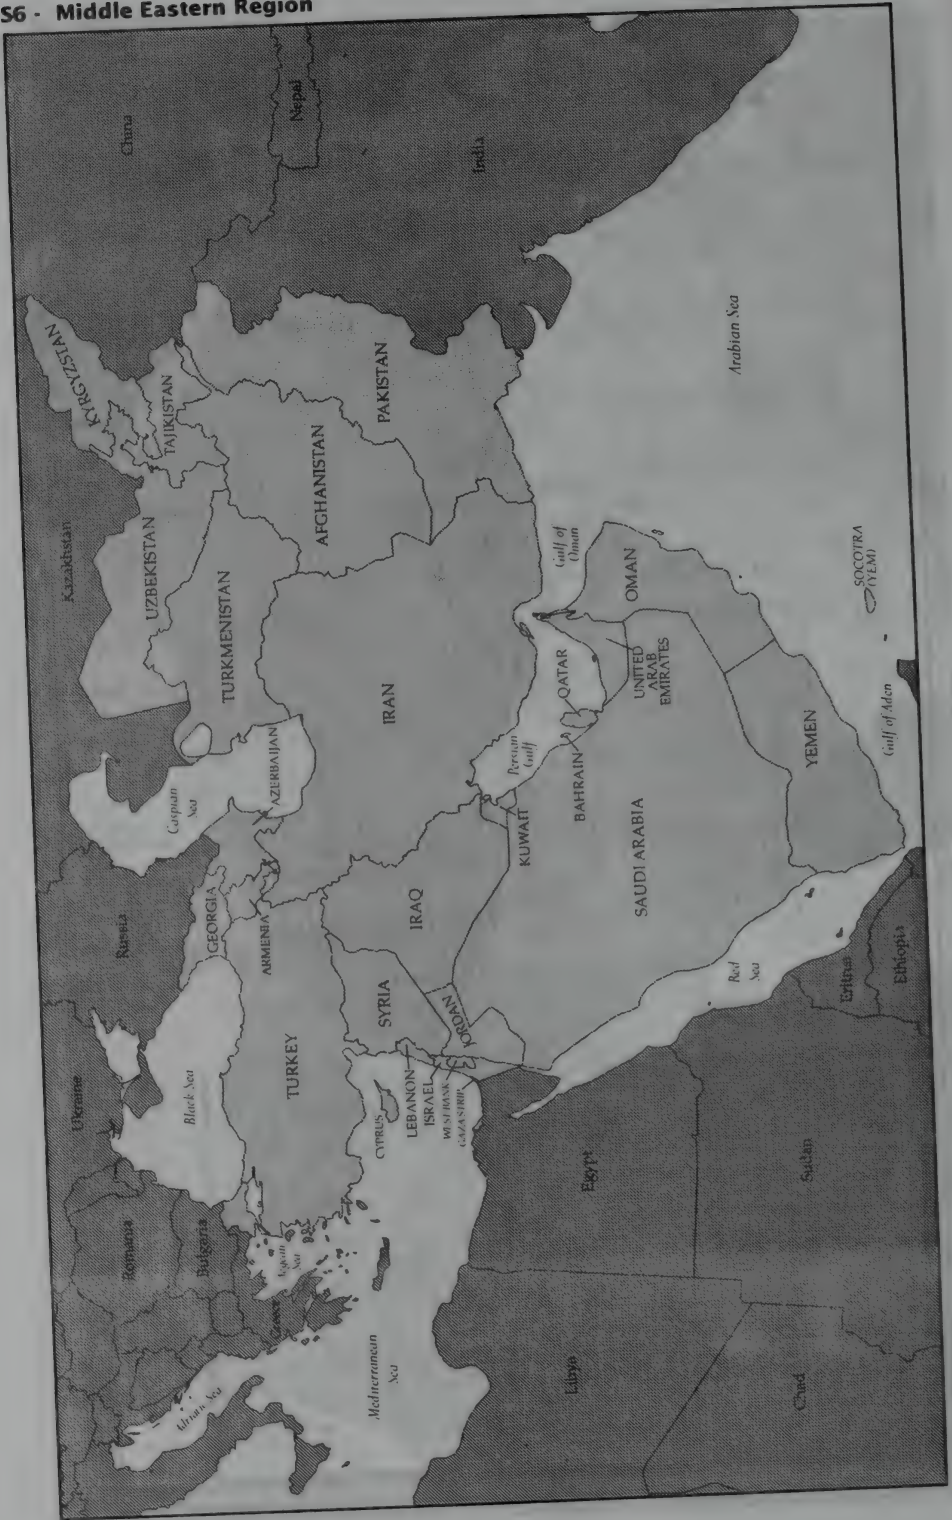 S6 - Middle Eastern Region
China
Nepal
India
KYRGYZSTAN
TAJIKISTAN
PAKISTAN
AFGHANISTAN
Kazakhstan
UZBEKISTAN
TURKMENISTAN
IRAN
Arabian Sea
Gulf of
Oman
OMAN
SOCOTRA
(YEM)
QATAR
UNITED
ARAB
EMIRATES
Persian
Gulf
BAHRAIN
KUWAIT
Gulf of Aden
YEMEN
SAUDI ARABIA
AZERBAIJAN
Caspian
Sea
Russia
GEORGIA
ARMENIA
IRAQ
SYRIA
JORDAN
Red
Sea
Eritrea
Ethiopia
Ukraine
Black Sea
TURKEY
CYPRUS
LEBANON
ISRAEL
WEST BANK
GAZA STRIP
Egypt
Sudan
Romania
Bulgaria
Aegean
Sea
Greece
Mediterranean
Sea
Adriatic Sea
Libya
Chad